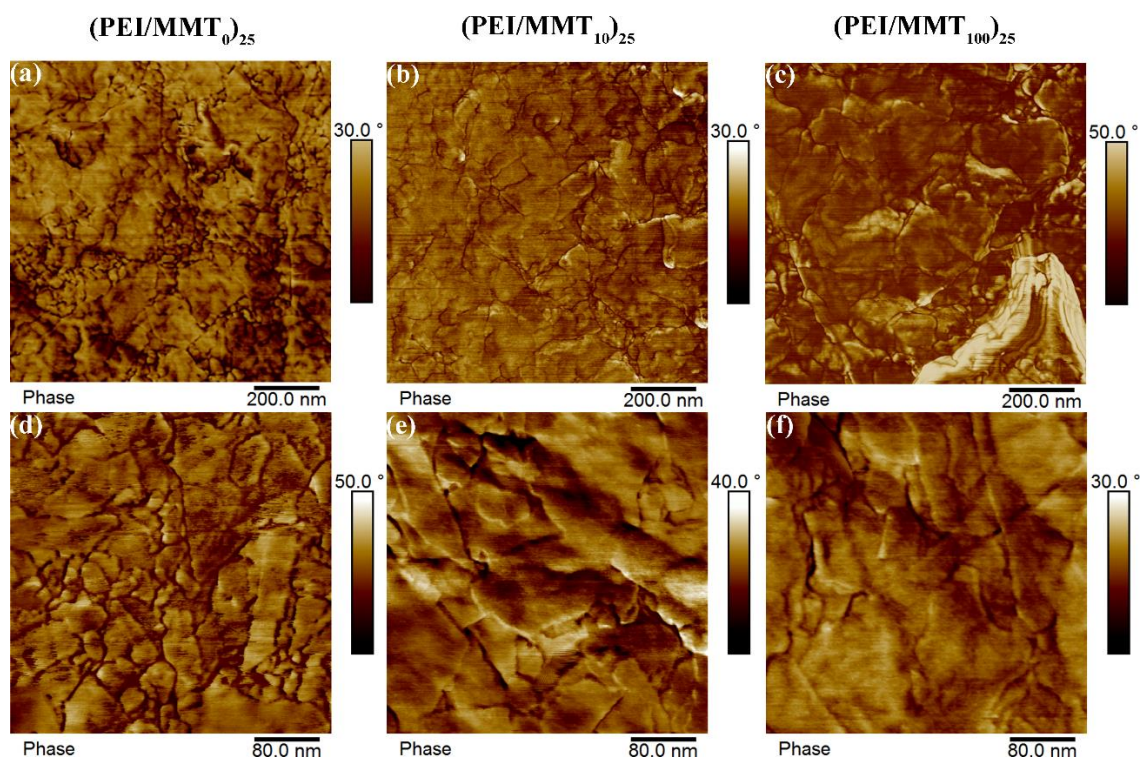 (PEI/MMT₀)₂₅ (PEI/MMT₁₀)₂₅ (PEI/MMT₁₀₀)₂₅
(a) (b) (c)
30.0 ° 30.0 ° 50.0 °
Phase 200.0 nm Phase 200.0 nm Phase 200.0 nm
(d) (e) (f)
50.0 ° 40.0 ° 30.0 °
Phase 80.0 nm Phase 80.0 nm Phase 80.0 nm